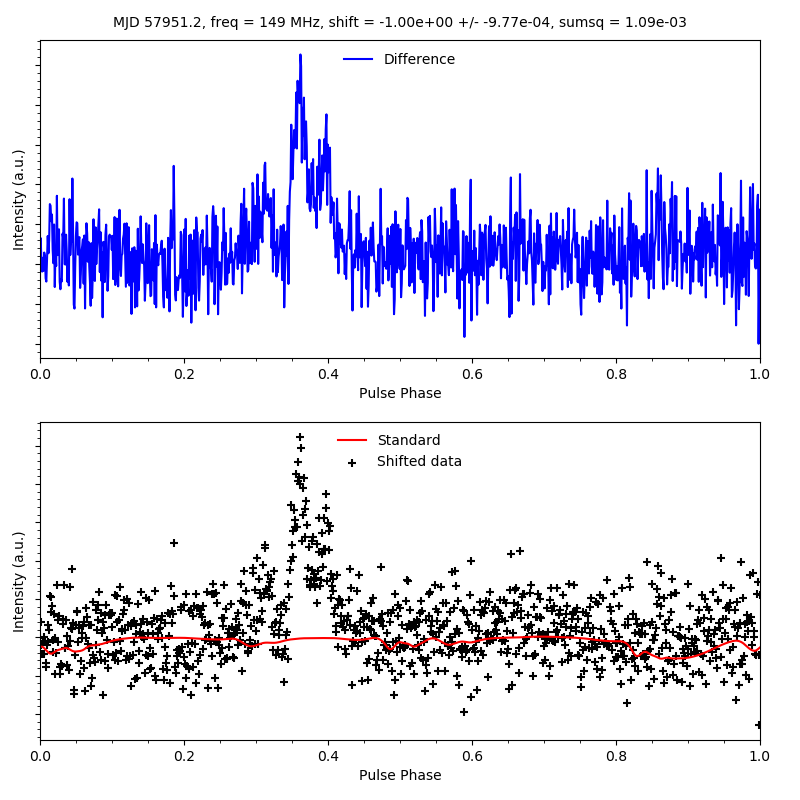 MJD 57951.2, freq = 149 MHz, shift = -1.00e+00 +/- -9.77e-04, sumsq = 1.09e-03
Difference
Intensity (a.u.)
0.0 0.2 0.4 0.6 0.8 1.0
Pulse Phase
Standard
Shifted data
Intensity (a.u.)
0.0 0.2 0.4 0.6 0.8 1.0
Pulse Phase